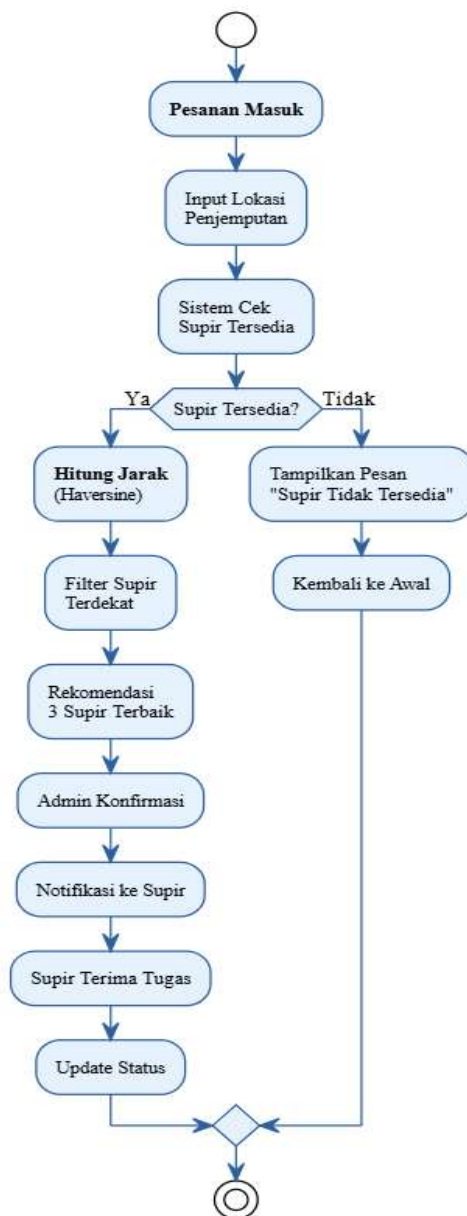 Pesanan Masuk
Input Lokasi
Penjemputan
Sistem Cek
Supir Tersedia
Ya
Supir Tersedia?
Tidak
Hitung Jarak
(Haversine)
Tampilkan Pesan
"Supir Tidak Tersedia"
Filter Supir
Terdekat
Kembali ke Awal
Rekomendasi
3 Supir Terbaik
Admin Konfirmasi
Notifikasi ke Supir
Supir Terima Tugas
Update Status